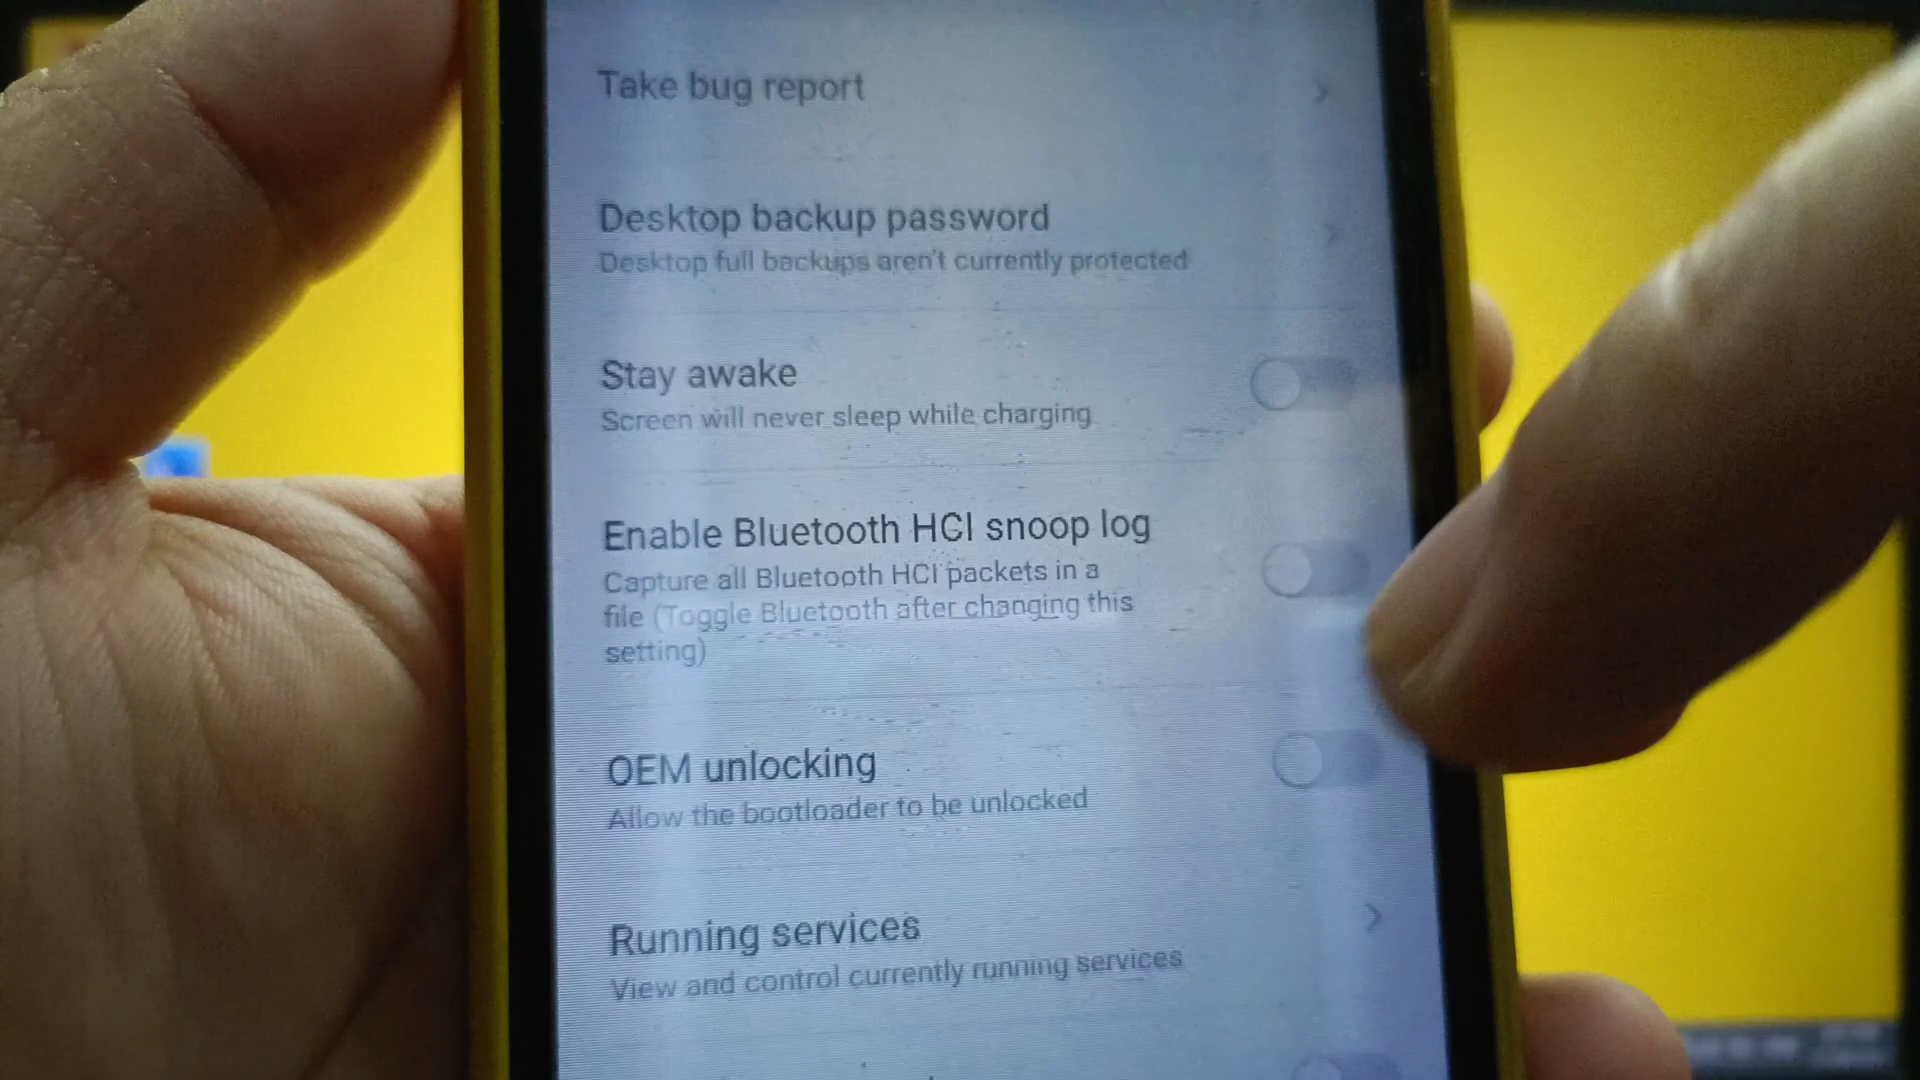 Take bug report
Desktop backup password
Desktop full backups aren't currently protected
Stay awake
Screen will never sleep while charging
Enable Bluetooth HCI snoop log
Capture all Bluetooth HCI packets in a
file (Toggle Bluetooth after changing this
setting)
OEM unlocking
Allow the bootloader to be unlocked
Running services
View and control currently running services